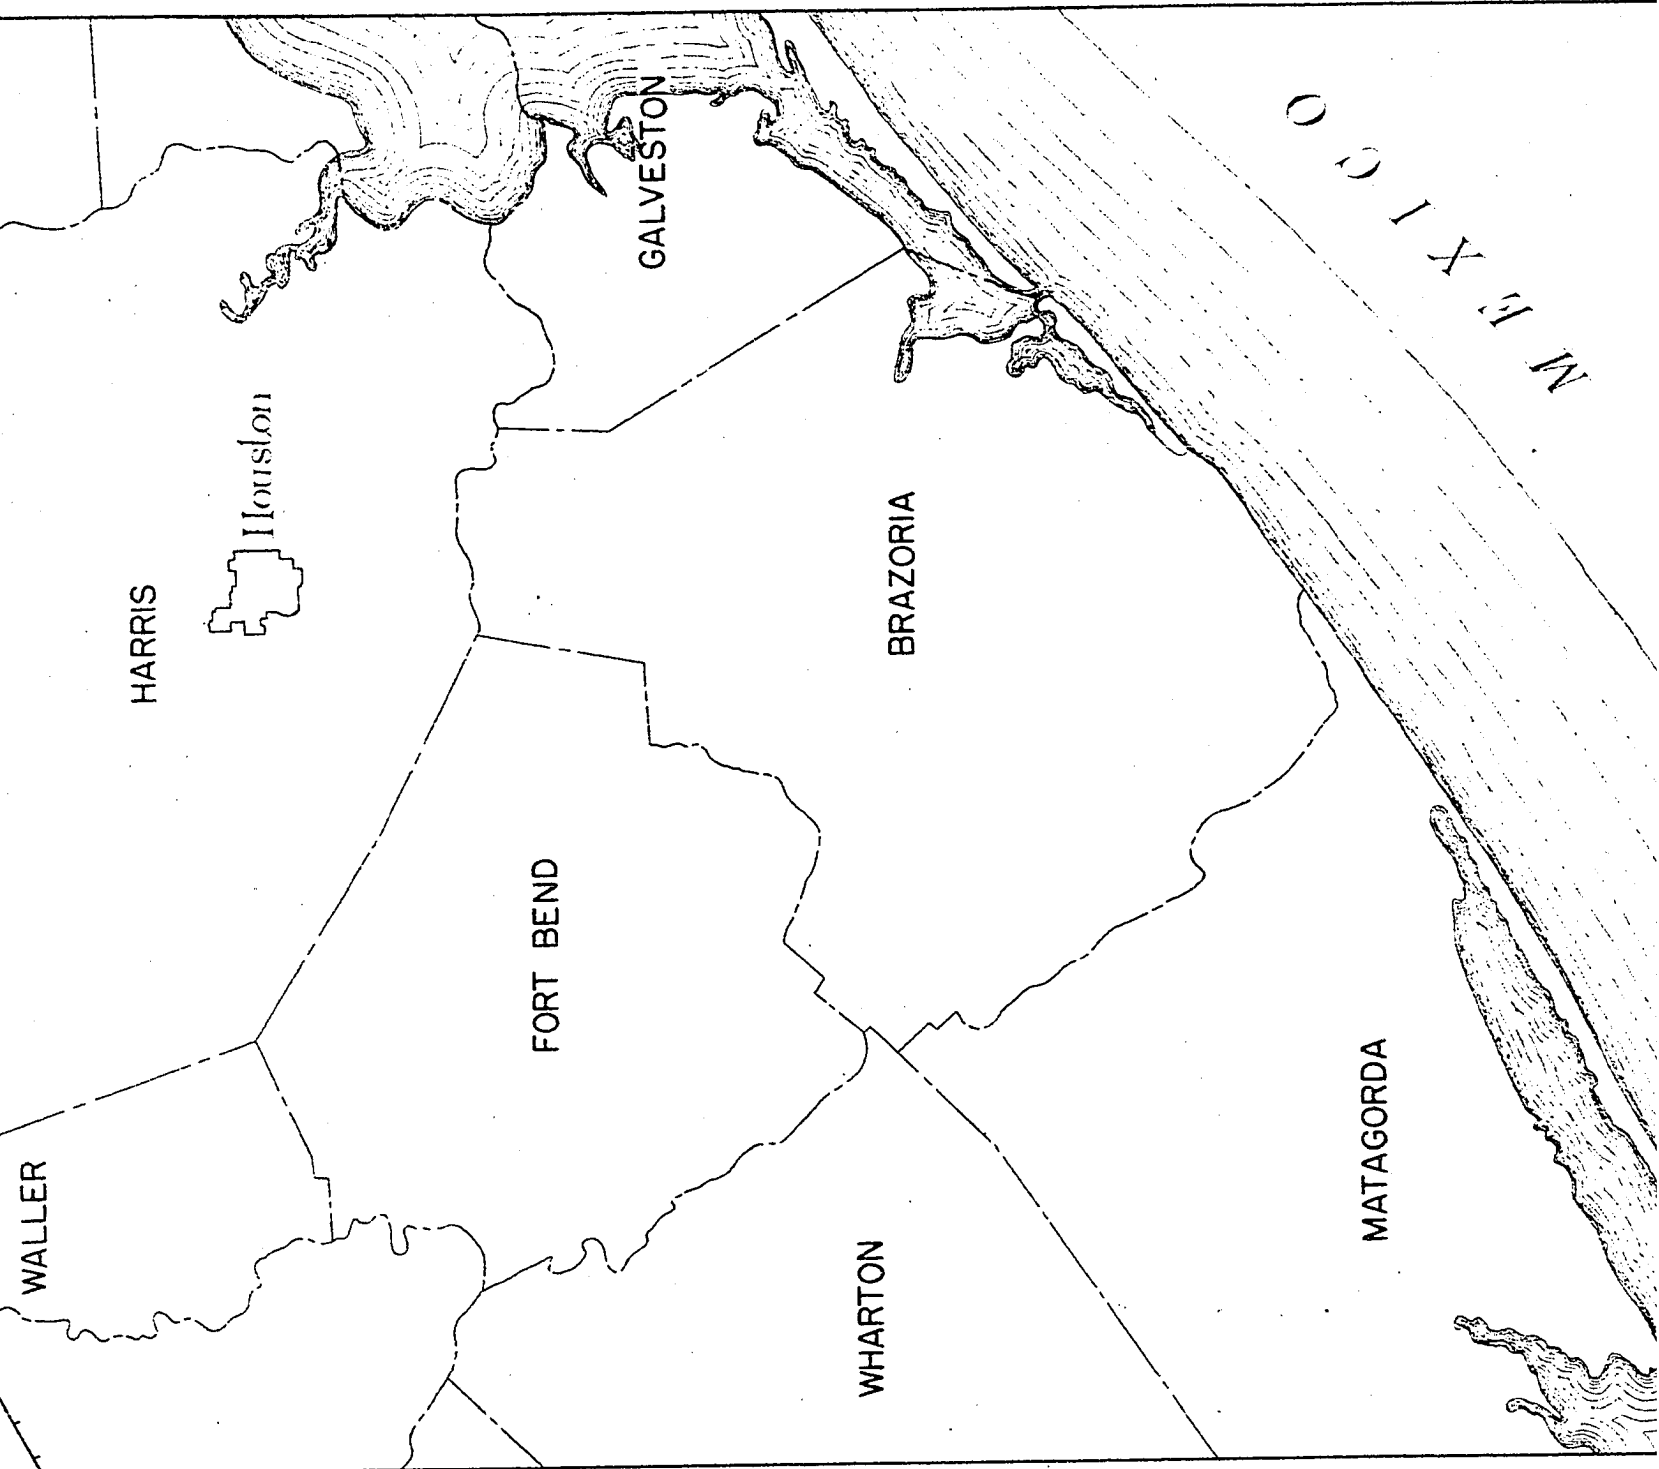 WALLER
HARRIS
Houston
FORT BEND
GALVESTON
WHARTON
BRAZORIA
MATAGORDA
MEXICO